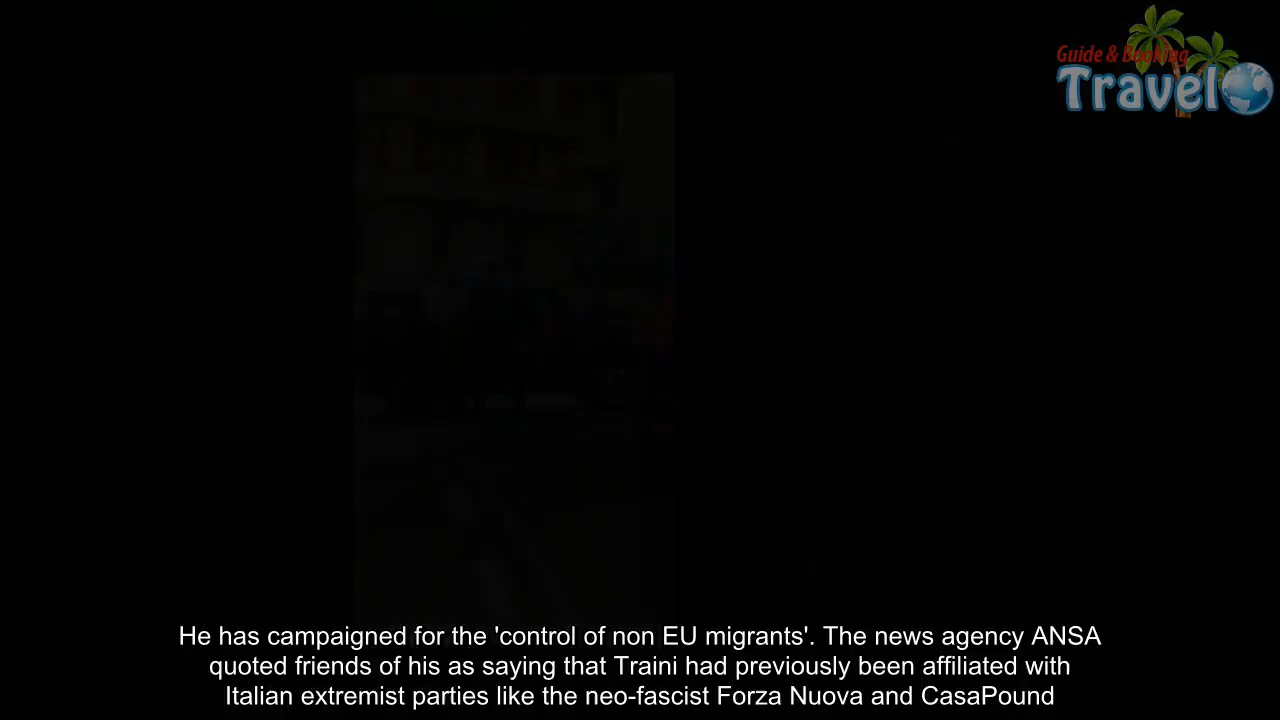 Guide & Booking
Travel
He has campaigned for the 'control of non EU migrants'. The news agency ANSA
quoted friends of his as saying that Traini had previously been affiliated with
Italian extremist parties like the neo-fascist Forza Nuova and CasaPound